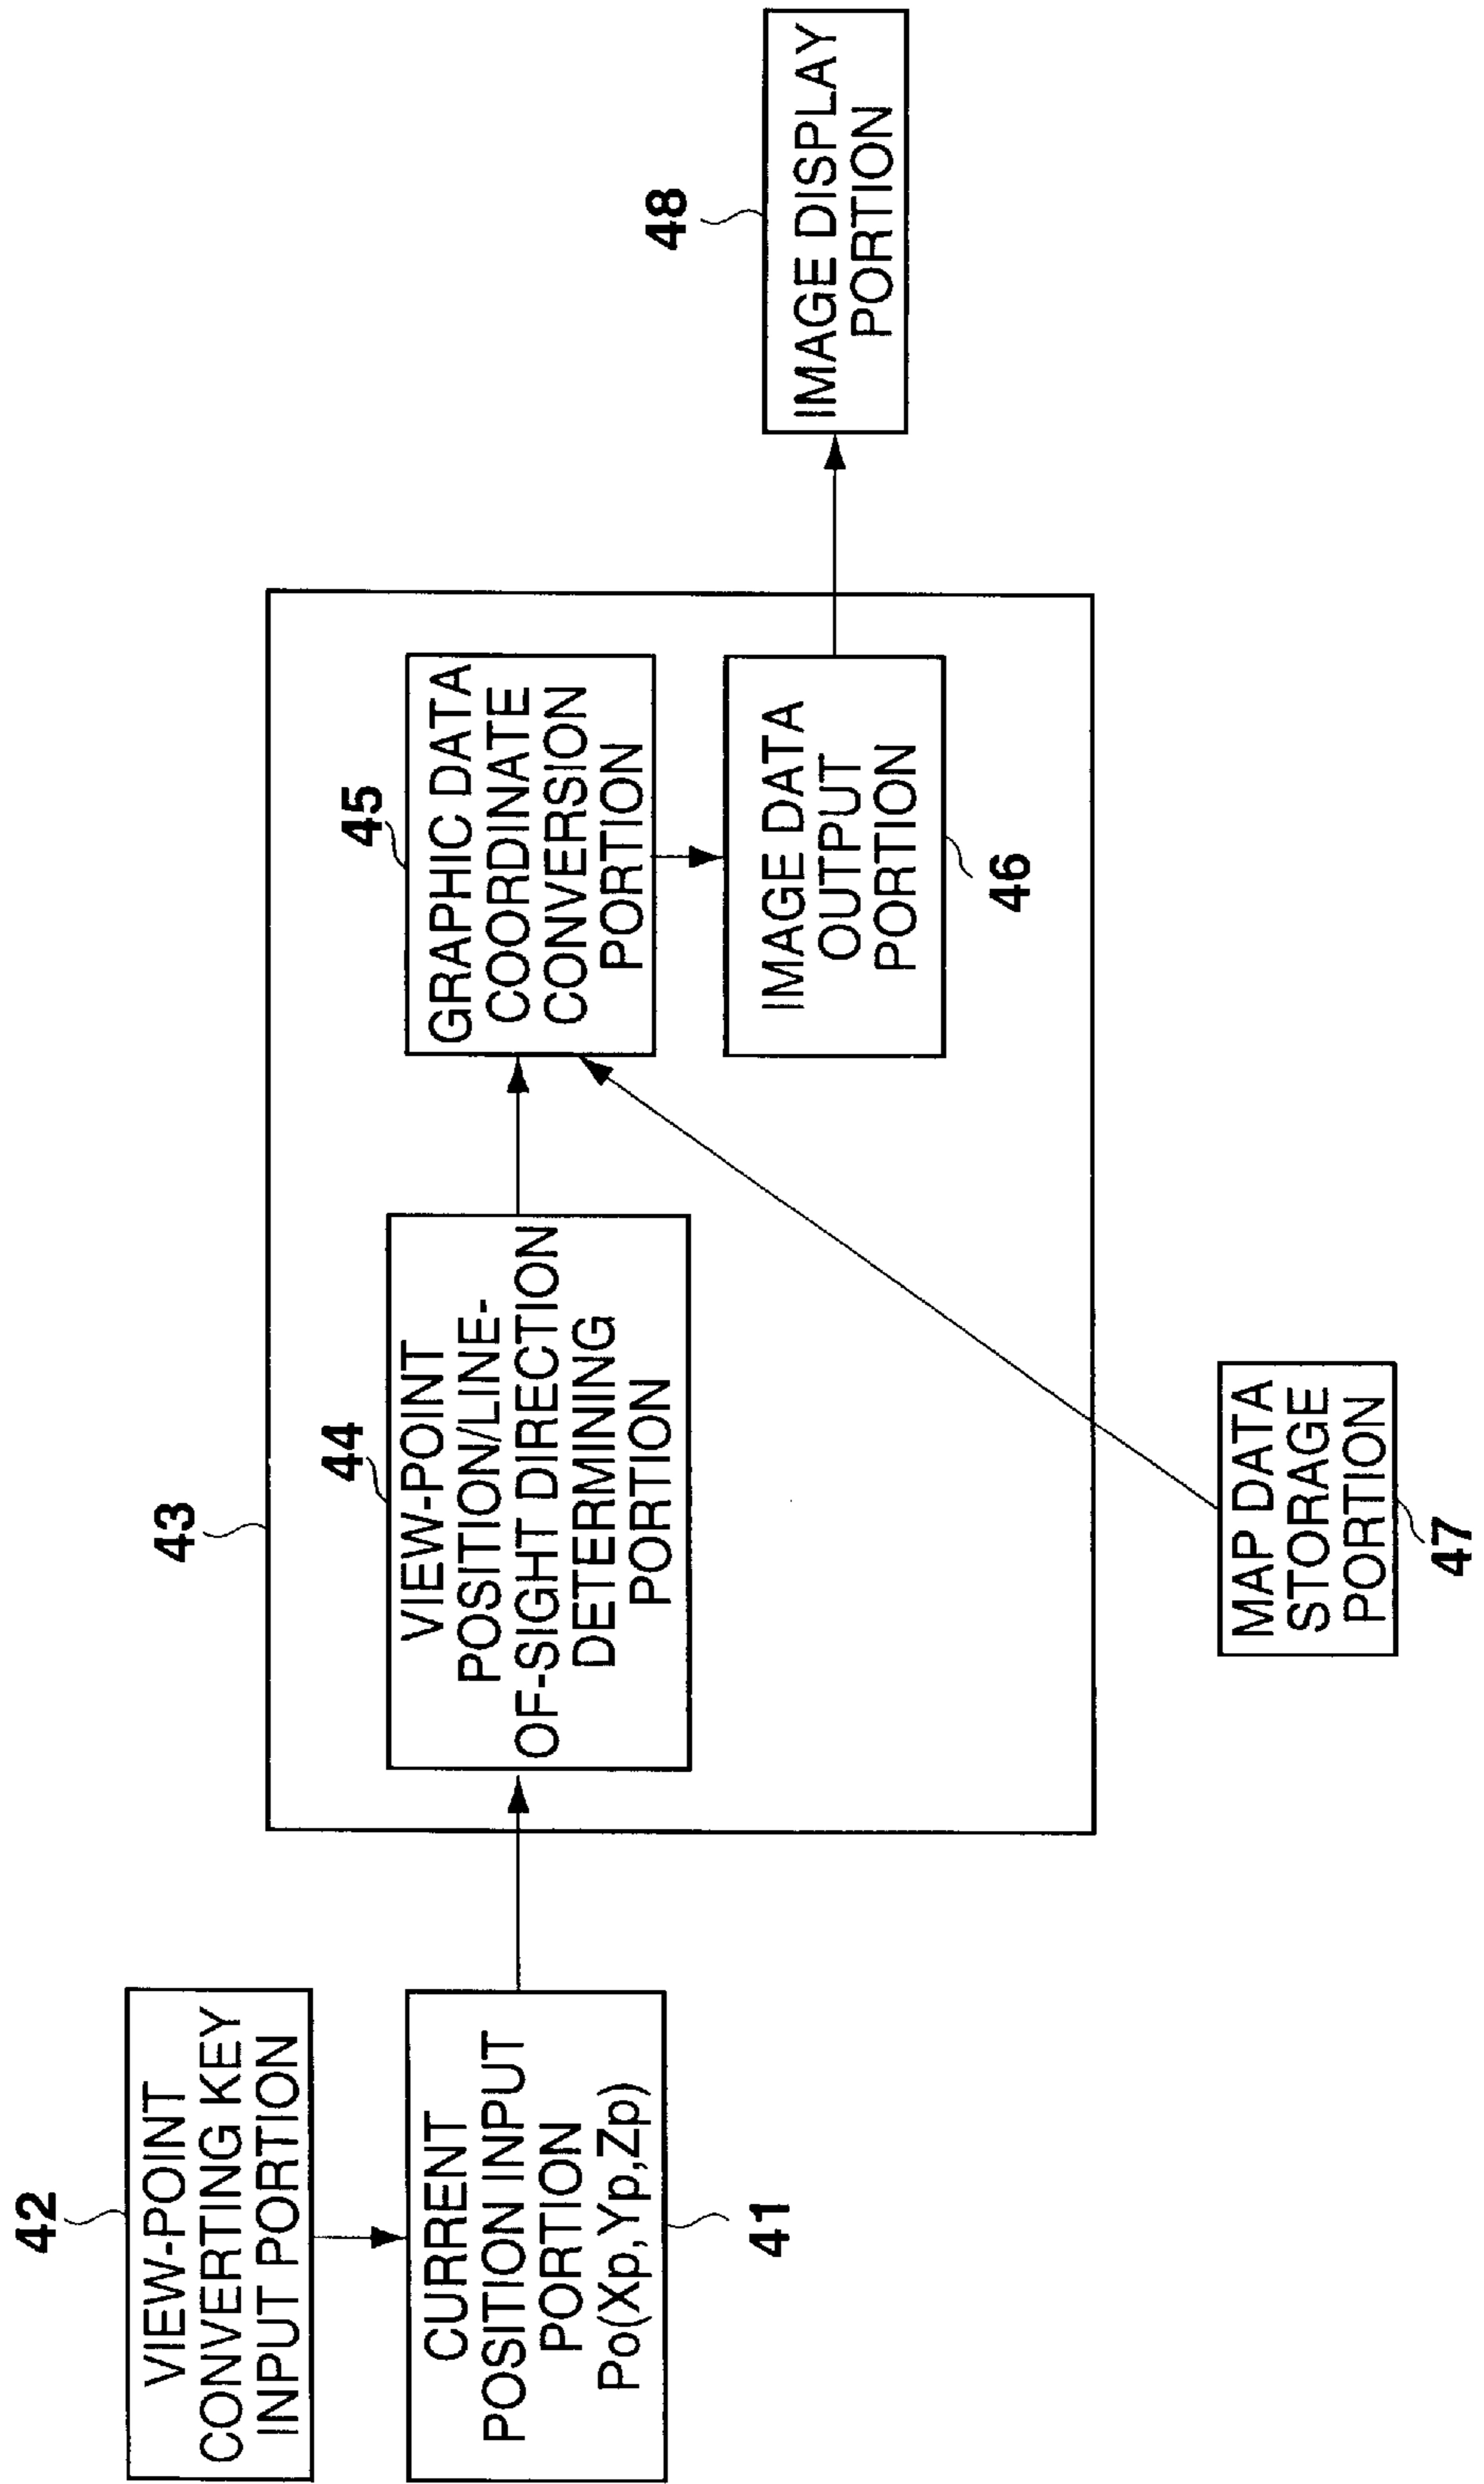 42
VIEW-POINT
CONVERTING KEY
INPUT PORTION
CURRENT
POSITION INPUT
PORTION
Po(Xp,Yp,Zp)
41
43
44
VIEW-POINT
POSITION/LINE-
OF-SIGHT DIRECTION
DETERMINING
PORTION
45
GRAPHIC DATA
COORDINATE
CONVERSION
PORTION
IMAGE DATA
OUTPUT
PORTION
46
MAP DATA
STORAGE
PORTION
47
48
IMAGE DISPLAY
PORTION